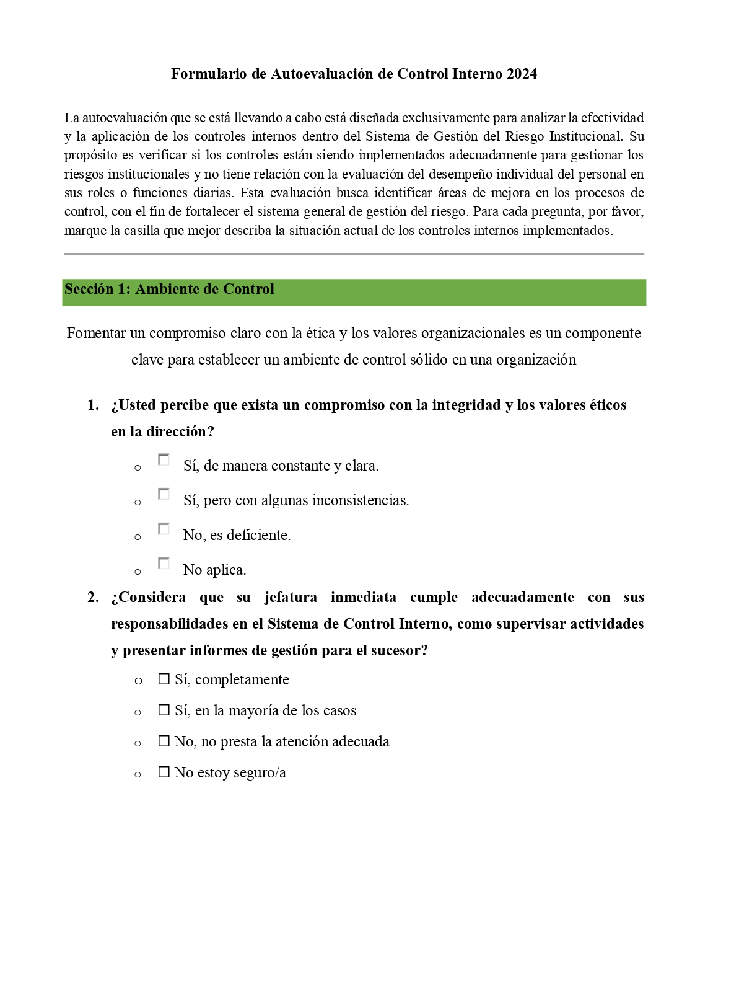 Formulario de Autoevaluación de Control Interno 2024
La autoevaluación que se está llevando a cabo está diseñada exclusivamente para analizar la efectividad
y la aplicación de los controles internos dentro del Sistema de Gestión del Riesgo Institucional. Su
propósito es verificar si los controles están siendo implementados adecuadamente para gestionar los
riesgos institucionales y no tiene relación con la evaluación del desempeño individual del personal en
sus roles o funciones diarias. Esta evaluación busca identificar áreas de mejora en los procesos de
control, con el fin de fortalecer el sistema general de gestión del riesgo. Para cada pregunta, por favor,
marque la casilla que mejor describa la situación actual de los controles internos implementados.
Sección 1: Ambiente de Control
Fomentar un compromiso claro con la ética y los valores organizacionales es un componente
clave para establecer un ambiente de control sólido en una organización
1. ¿Usted percibe que exista un compromiso con la integridad y los valores éticos
en la dirección?
o ☐ Sí, de manera constante y clara.
o ☐ Sí, pero con algunas inconsistencias.
o ☐ No, es deficiente.
o ☐ No aplica.
2. ¿Considera que su jefatura inmediata cumple adecuadamente con sus
responsabilidades en el Sistema de Control Interno, como supervisar actividades
y presentar informes de gestión para el sucesor?
o ☐ Sí, completamente
o ☐ Sí, en la mayoría de los casos
o ☐ No, no presta la atención adecuada
o ☐ No estoy seguro/a